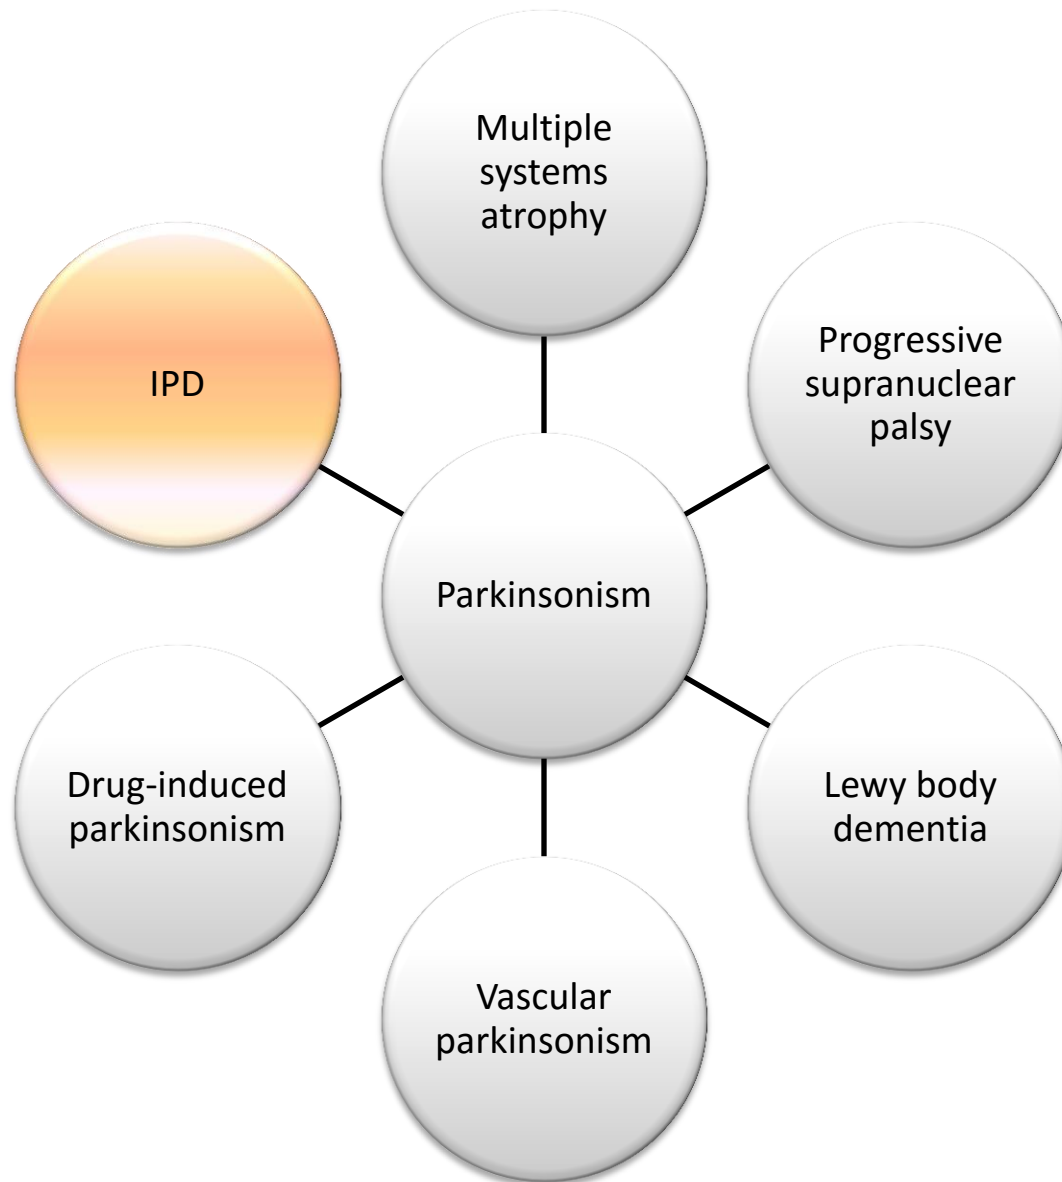 Multiple
systems
atrophy
IPD
Progressive
supranuclear
palsy
Parkinsonism
Drug-induced
parkinsonism
Lewy body
dementia
Vascular
parkinsonism